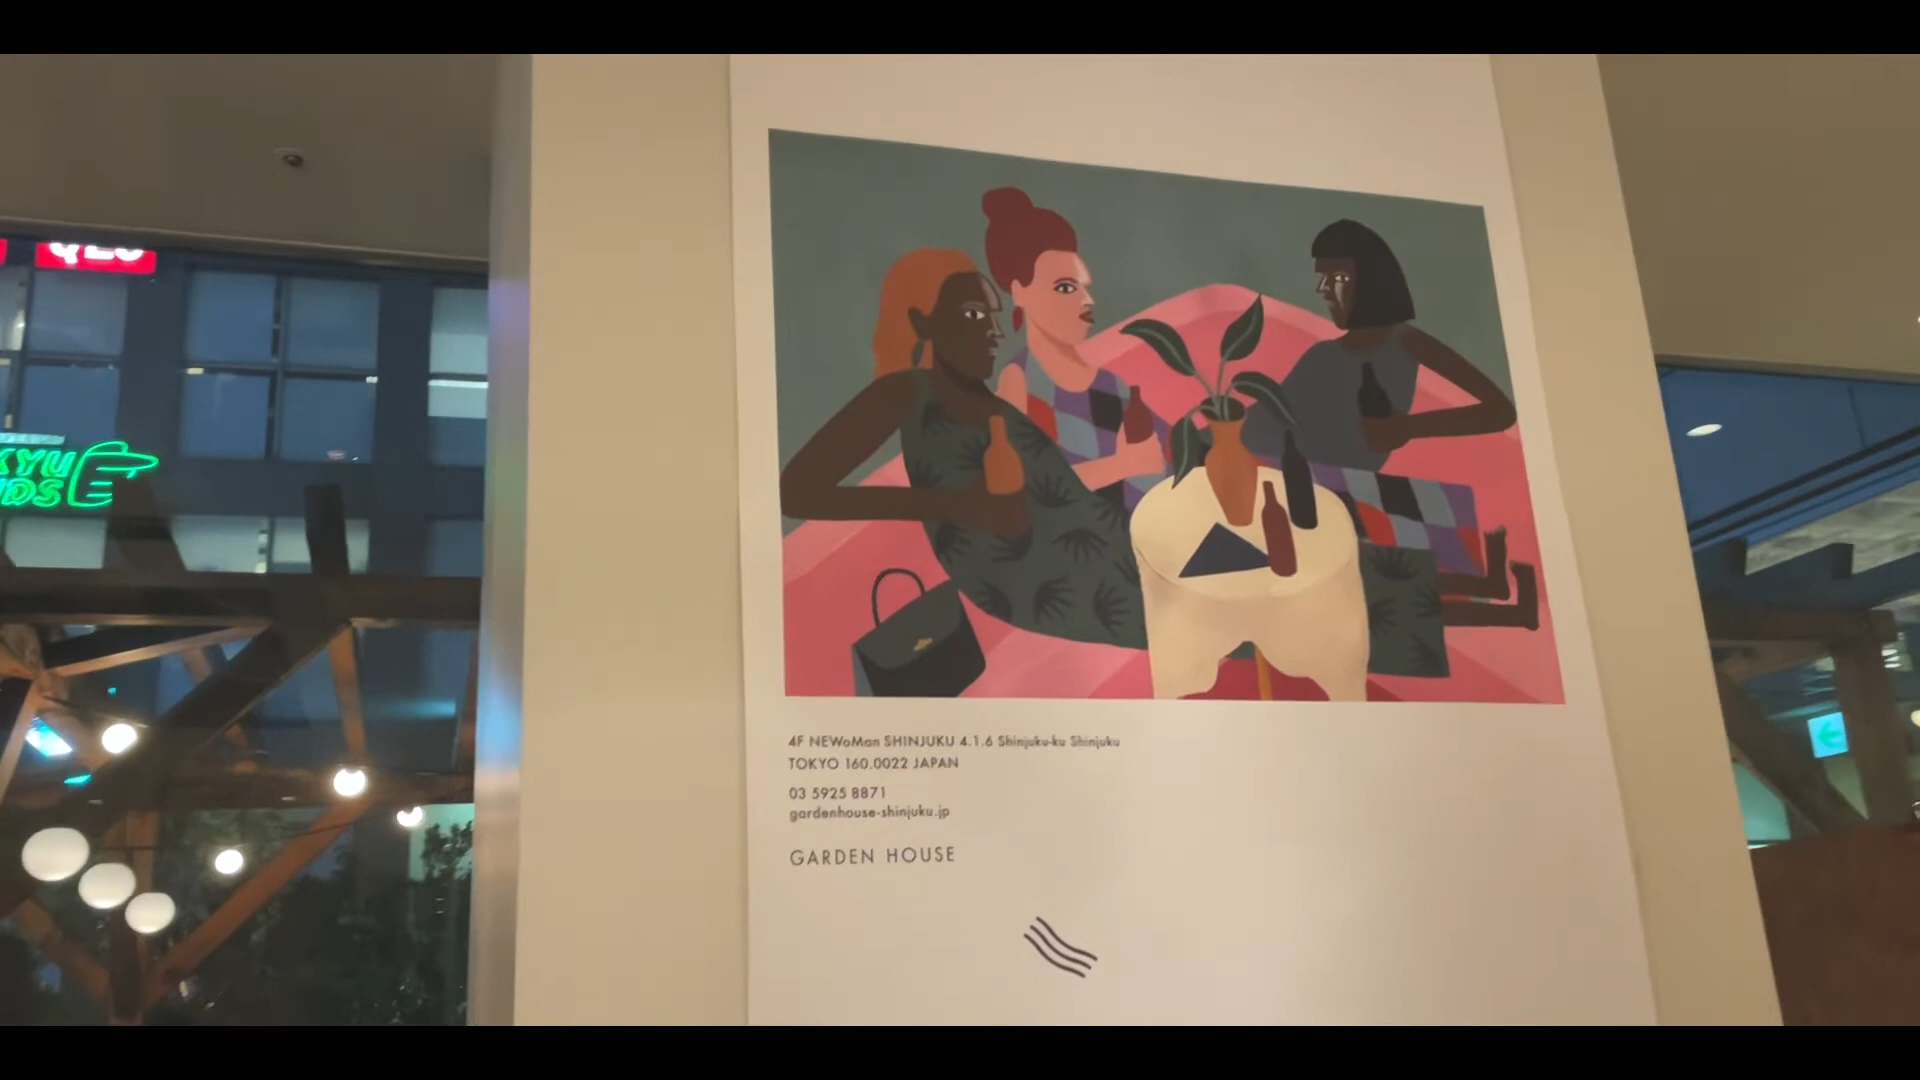 KYU
4F NEWoMan SHINJUKU 4.1.6 Shinjuku-ku Shinjuku
TOKYO 160.0022 JAPAN
03 5925 8871
gardenhouse-shinjuku.jp
GARDEN HOUSE